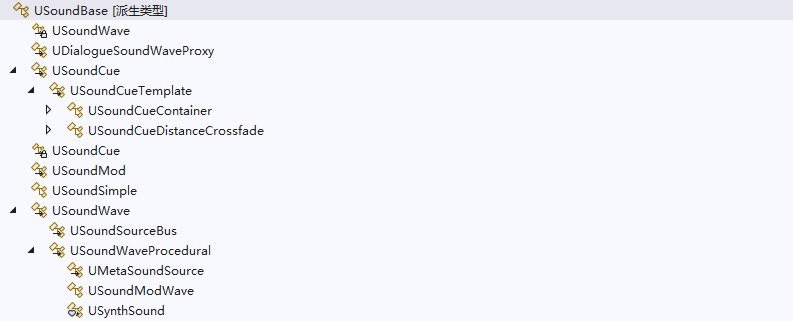 USoundBase [派生类型]
USoundWave
UDialogueSoundWaveProxy
USoundCue
USoundCueTemplate
USoundCueContainer
USoundCueDistanceCrossfade
USoundCue
USoundMod
USoundSimple
USoundWave
USoundSourceBus
USoundWaveProcedural
UMetaSoundSource
USoundModWave
USynthSound